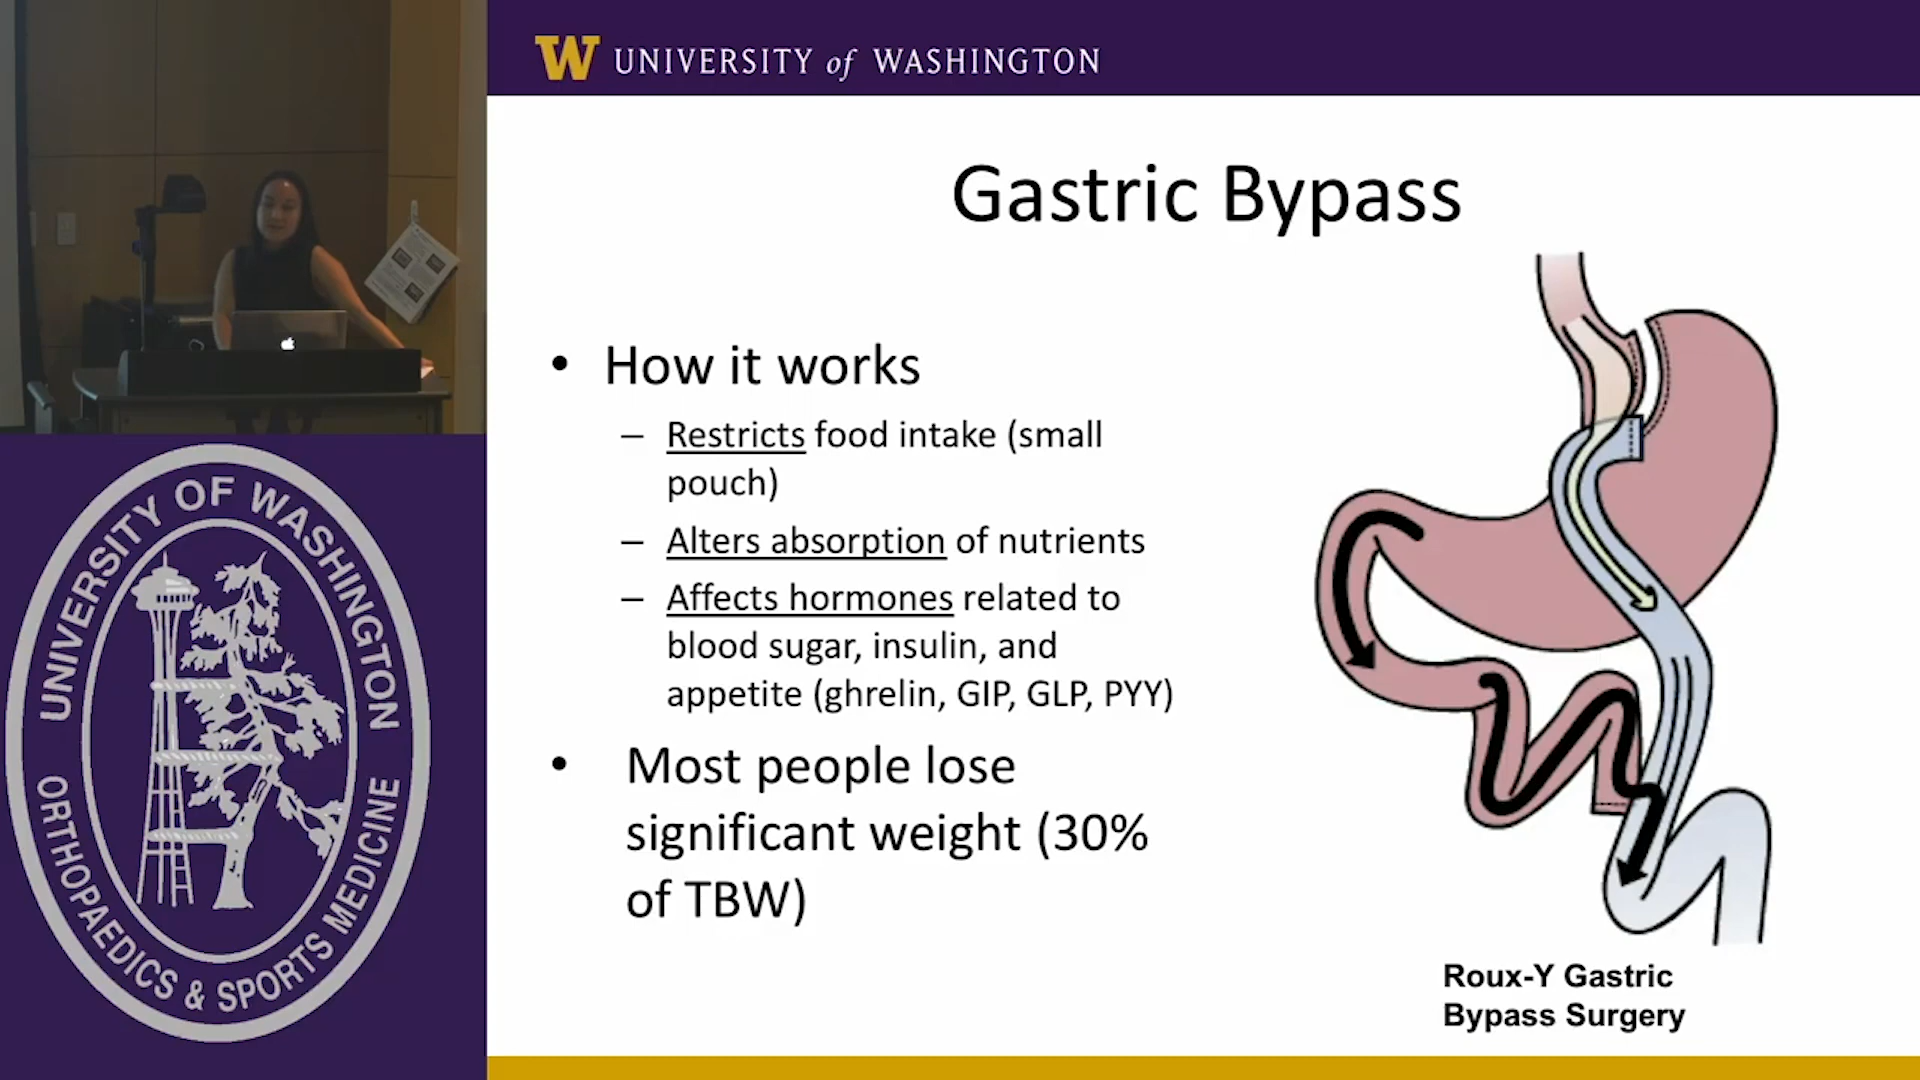 W UNIVERSITY of WASHINGTON
Gastric Bypass
• How it works
– Restricts food intake (small
pouch)
– Alters absorption of nutrients
– Affects hormones related to
blood sugar, insulin, and
appetite (ghrelin, GIP, GLP, PYY)
• Most people lose
significant weight (30%
of TBW)
Roux-Y Gastric
Bypass Surgery
UNIVERSITY OF WASHINGTON
ORTHOPAEDICS & SPORTS MEDICINE